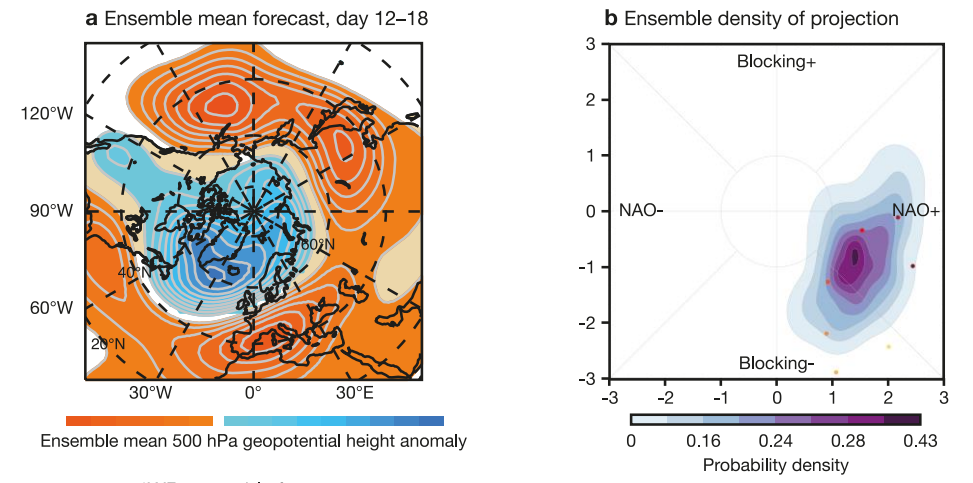 a Ensemble mean forecast, day 12–18
120°W
90°W
60°W
60°N
40°N
20°N
30°W 0° 30°E
Ensemble mean 500 hPa geopotential height anomaly
b Ensemble density of projection
3
2
1
0
-1
-2
-3
Blocking+
NAO-
NAO+
Blocking-
-3 -2 -1 0 1 2 3
0 0.16 0.24 0.28 0.43
Probability density